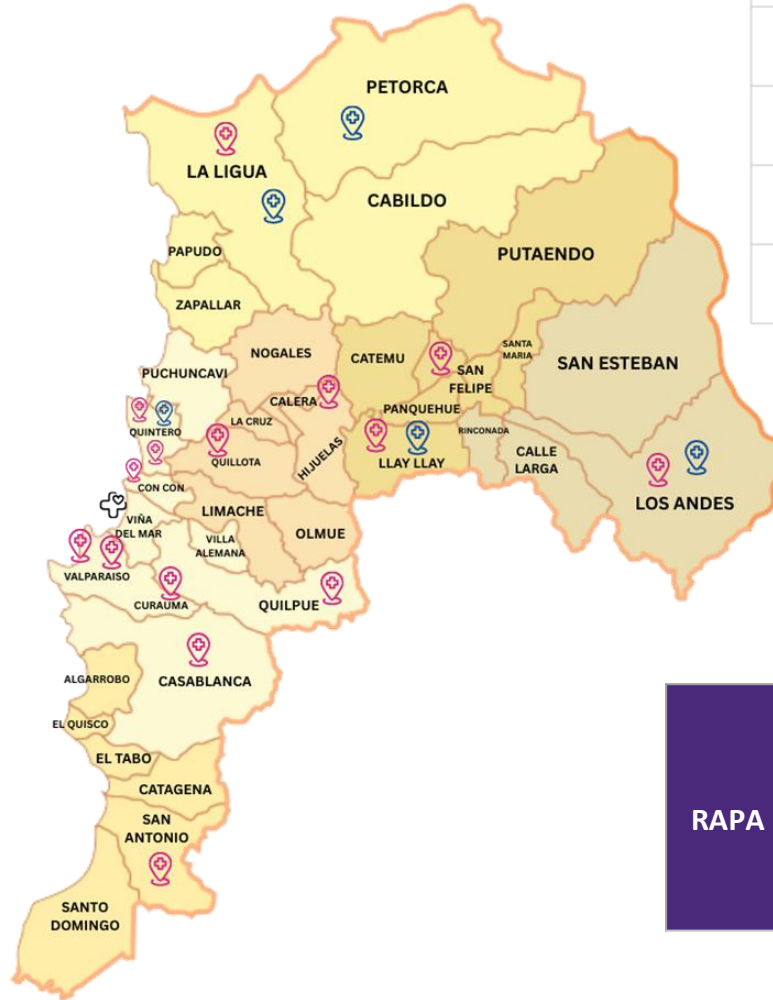 PETORCA
LA LIGUA
CABILDO
PAPUDO
PUTAENDO
ZAPALLAR
NOGALES
SANTA
MARIA
CATEMU
SAN ESTEBAN
PUCHUNCAVI
SAN
FELIPE
CALERA
PANQUEHUE
LA CRUZ
QUINTERO
RINCONADA
HIJUELAS
QUILLOTA
LLAY LLAY
CALLE
LARGA
CON CON
LOS ANDES
LIMACHE
VIÑA
DEL MAR
OLMUE
VILLA
ALEMANA
VALPARAISO
CURAUMA
QUILPUE
ALGARROBO
CASABLANCA
EL QUISCO
EL TABO
CATAGENA
SAN
ANTONIO
RAPA
SANTO
DOMINGO